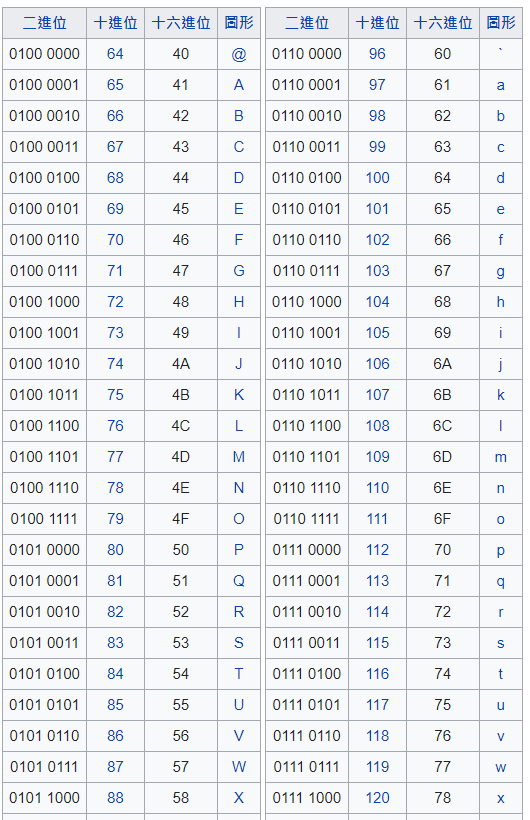 二進位 十進位 十六進位 圖形 二進位 十進位 十六進位 圖形
0100 0000 64 40 @ 0110 0000 96 60 `
0100 0001 65 41 A 0110 0001 97 61 a
0100 0010 66 42 B 0110 0010 98 62 b
0100 0011 67 43 C 0110 0011 99 63 c
0100 0100 68 44 D 0110 0100 100 64 d
0100 0101 69 45 E 0110 0101 101 65 e
0100 0110 70 46 F 0110 0110 102 66 f
0100 0111 71 47 G 0110 0111 103 67 g
0100 1000 72 48 H 0110 1000 104 68 h
0100 1001 73 49 I 0110 1001 105 69 i
0100 1010 74 4A J 0110 1010 106 6A j
0100 1011 75 4B K 0110 1011 107 6B k
0100 1100 76 4C L 0110 1100 108 6C l
0100 1101 77 4D M 0110 1101 109 6D m
0100 1110 78 4E N 0110 1110 110 6E n
0100 1111 79 4F O 0110 1111 111 6F o
0101 0000 80 50 P 0111 0000 112 70 p
0101 0001 81 51 Q 0111 0001 113 71 q
0101 0010 82 52 R 0111 0010 114 72 r
0101 0011 83 53 S 0111 0011 115 73 s
0101 0100 84 54 T 0111 0100 116 74 t
0101 0101 85 55 U 0111 0101 117 75 u
0101 0110 86 56 V 0111 0110 118 76 v
0101 0111 87 57 W 0111 0111 119 77 w
0101 1000 88 58 X 0111 1000 120 78 x